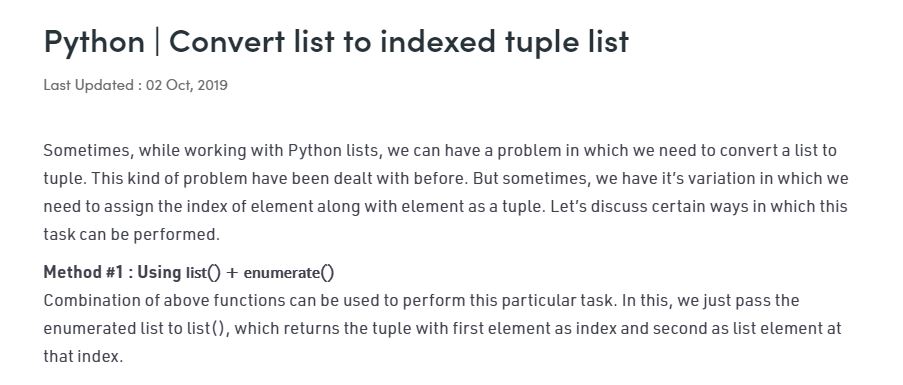 Python | Convert list to indexed tuple list
Last Updated : 02 Oct, 2019
Sometimes, while working with Python lists, we can have a problem in which we need to convert a list to
tuple. This kind of problem have been dealt with before. But sometimes, we have it's variation in which we
need to assign the index of element along with element as a tuple. Let's discuss certain ways in which this
task can be performed.
Method #1 : Using list() + enumerate()
Combination of above functions can be used to perform this particular task. In this, we just pass the
enumerated list to list(), which returns the tuple with first element as index and second as list element at
that index.